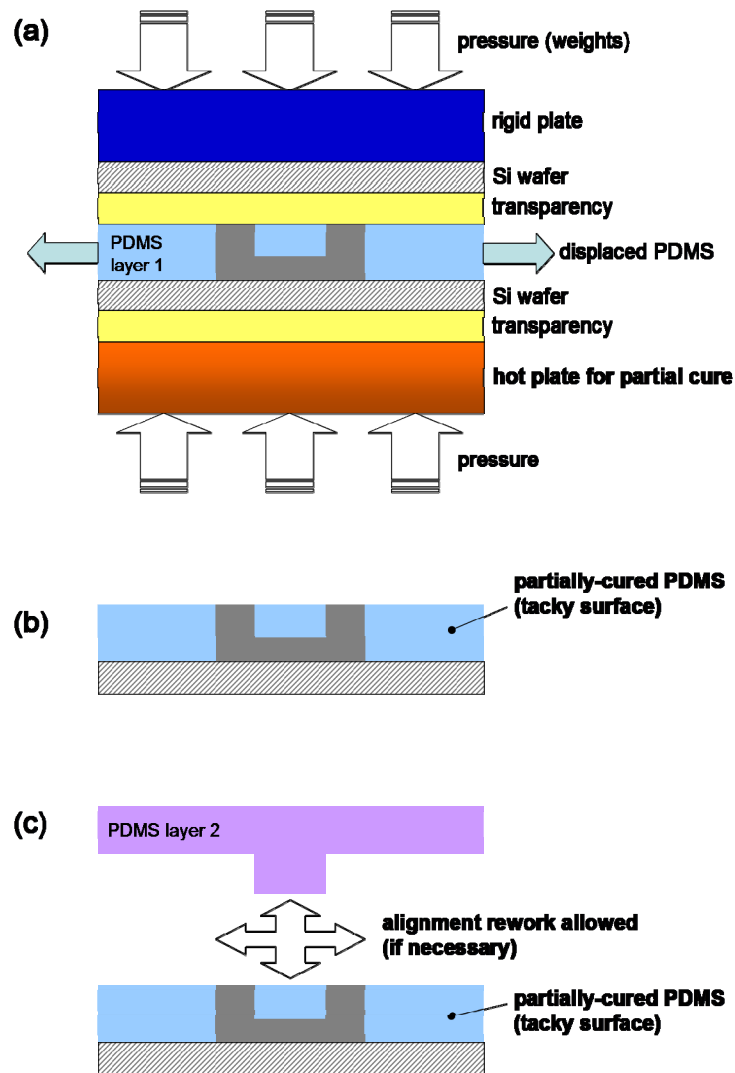 (a)
pressure (weights)
rigid plate
Si wafer
transparency
PDMS
layer 1
displaced PDMS
Si wafer
transparency
hot plate for partial cure
pressure
(b)
partially-cured PDMS
(tacky surface)
(c)
PDMS layer 2
alignment rework allowed
(if necessary)
partially-cured PDMS
(tacky surface)